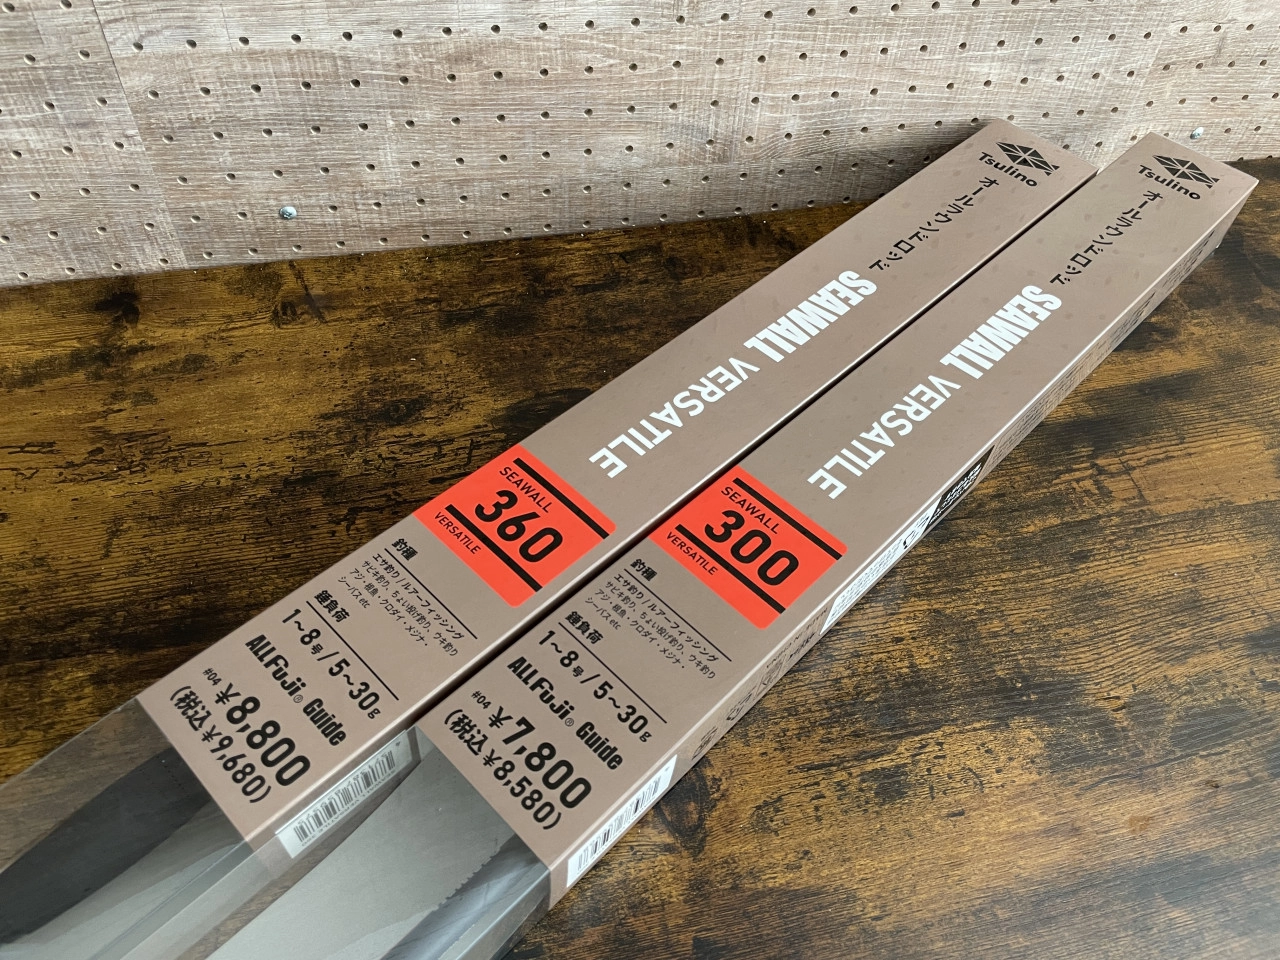 Tsulino
オールラウンドロッド
SEAWALL VERSATILE
SEAWALL
360
VERSATILE
釣種
エサ釣り/ルアーフィッシング
サビキ釣り、ちょい投げ釣り、ウキ釣り
アジ・根魚・クロダイ・メジナ・
シーバス etc
錘負荷
1〜8号/5〜30g
ALLFuji® Guide
#04 ¥8,800
(税込¥9,680)
Tsulino
オールラウンドロッド
SEAWALL VERSATILE
SEAWALL
300
VERSATILE
釣種
エサ釣り/ルアーフィッシング
サビキ釣り、ちょい投げ釣り、ウキ釣り
アジ・根魚・クロダイ・メジナ・
シーバス etc
錘負荷
1〜8号/5〜30g
ALLFuji® Guide
#04 ¥7,800
(税込¥8,580)